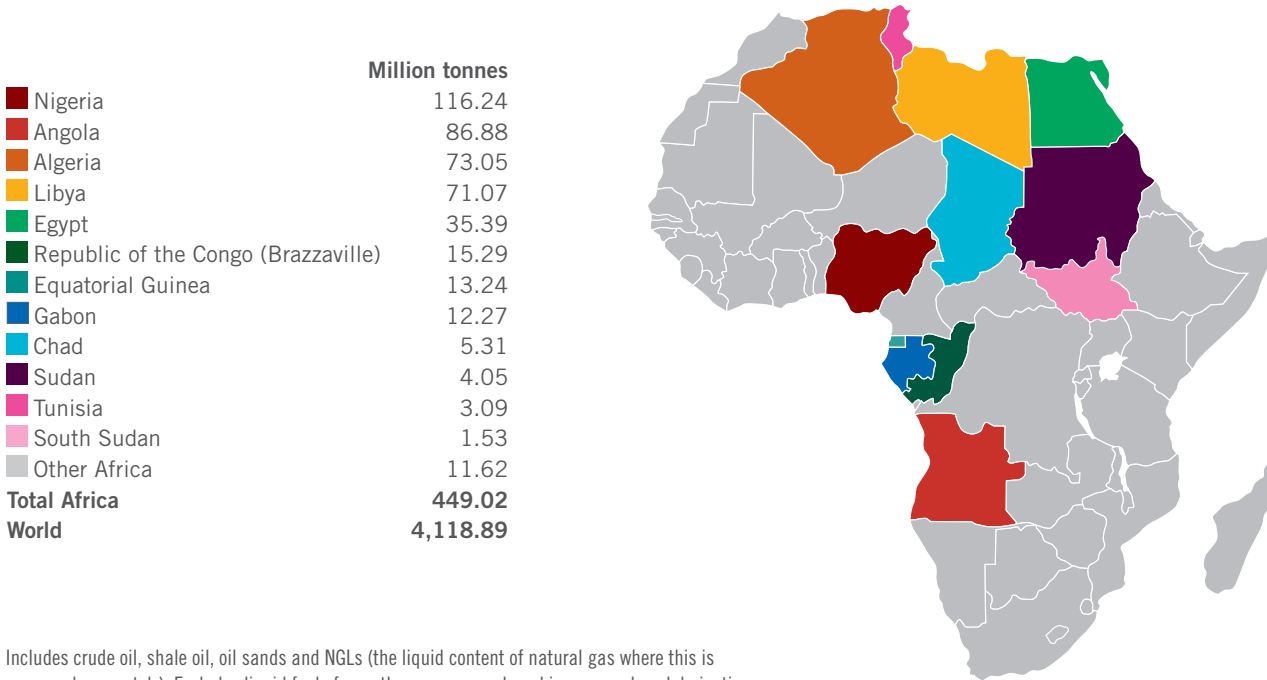 Million tonnes
Nigeria 116.24
Angola 86.88
Algeria 73.05
Libya 71.07
Egypt 35.39
Republic of the Congo (Brazzaville) 15.29
Equatorial Guinea 13.24
Gabon 12.27
Chad 5.31
Sudan 4.05
Tunisia 3.09
South Sudan 1.53
Other Africa 11.62
Total Africa 449.02
World 4,118.89
Includes crude oil, shale oil, oil sands and NGLs (the liquid content of natural gas where this is